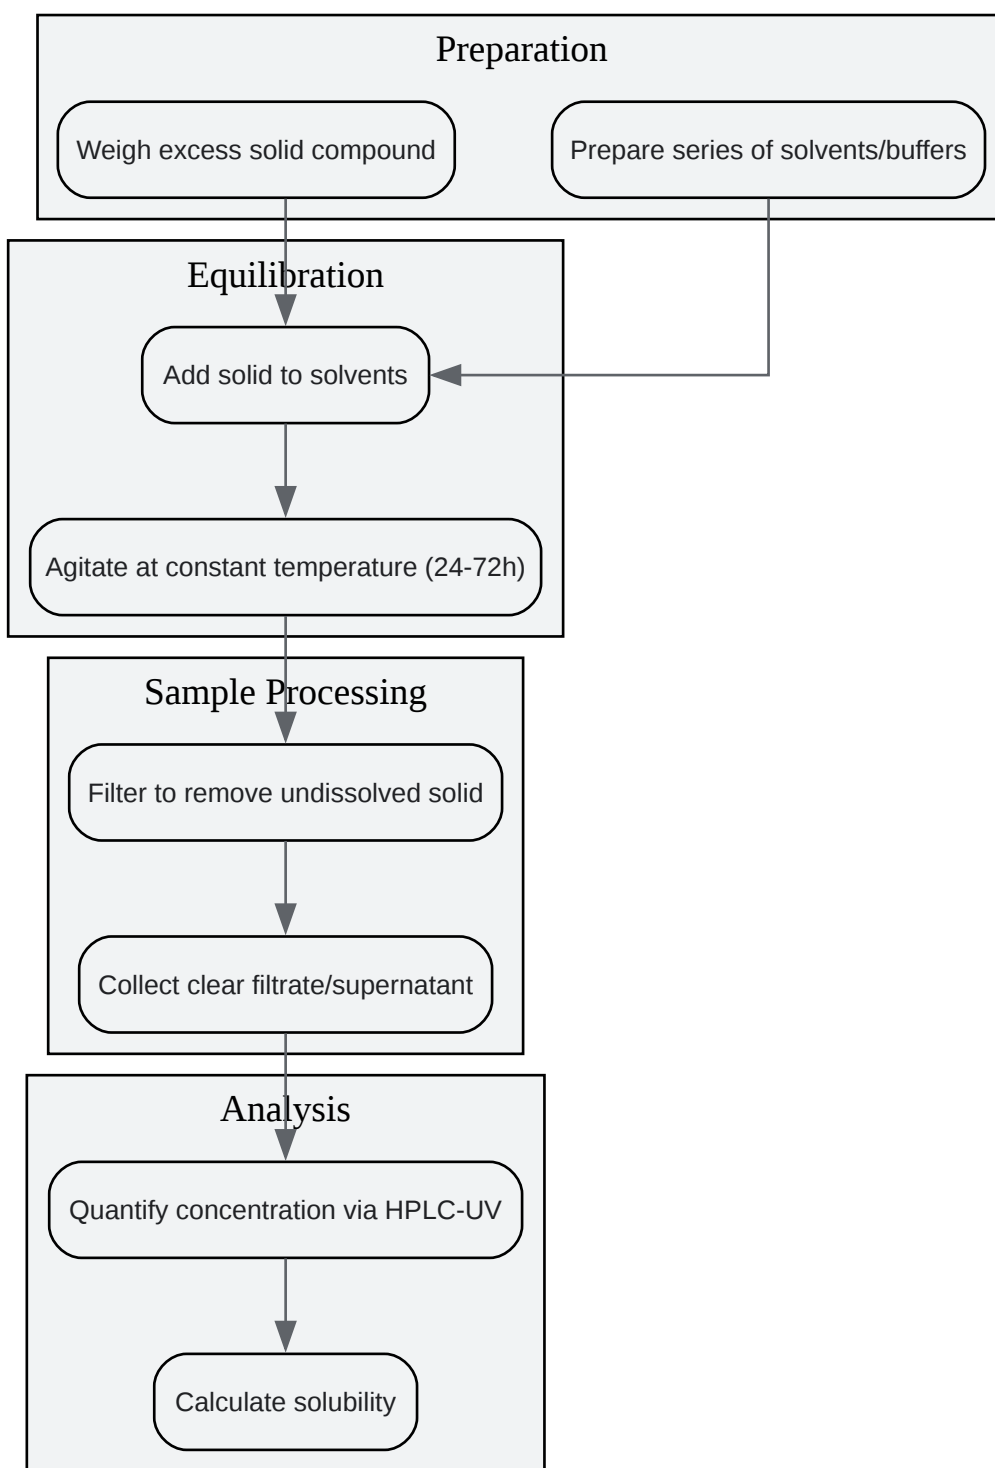 Preparation
Weigh excess solid compound
Prepare series of solvents/buffers
Equilibration
Add solid to solvents
Agitate at constant temperature (24-72h)
Sample Processing
Filter to remove undissolved solid
Collect clear filtrate/supernatant
Analysis
Quantify concentration via HPLC-UV
Calculate solubility